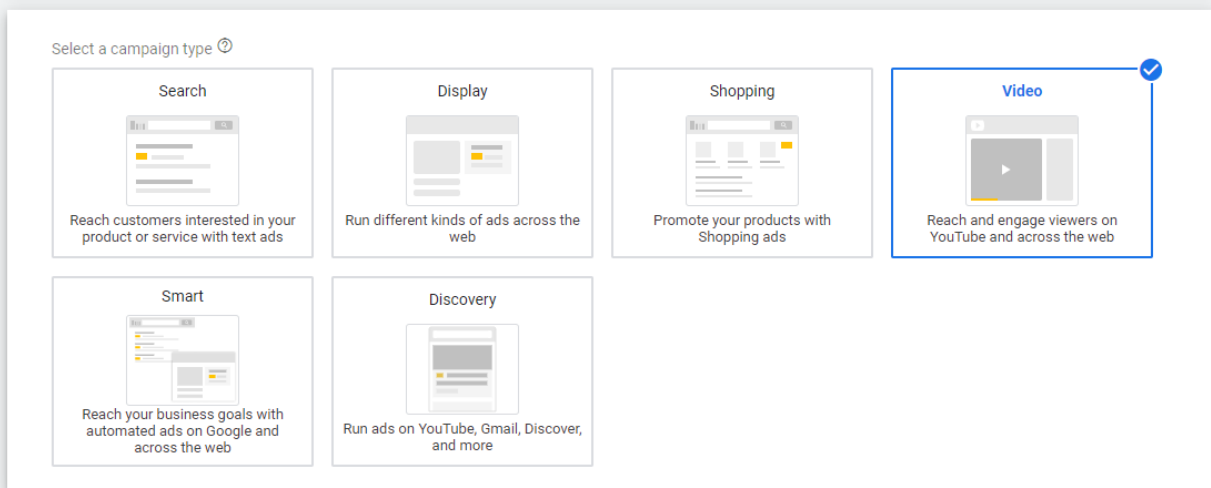 Select a campaign type
Search
Reach customers interested in your
product or service with text ads
Display
Run different kinds of ads across the
web
Shopping
Promote your products with
Shopping ads
Video
Reach and engage viewers on
YouTube and across the web
Smart
Reach your business goals with
automated ads on Google and
across the web
Discovery
Run ads on YouTube, Gmail, Discover,
and more